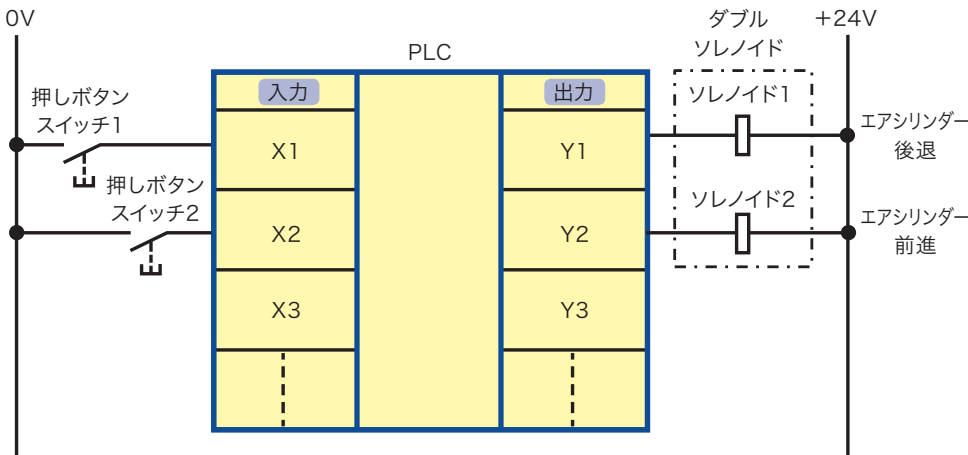 0V
PLC
ダブル
ソレノイド
+24V
押しボタン
スイッチ1
入力
出力
ソレノイド1
X1
Y1
エアシリンダー
後退
押しボタン
スイッチ2
X2
Y2
ソレノイド2
エアシリンダー
前進
X3
Y3